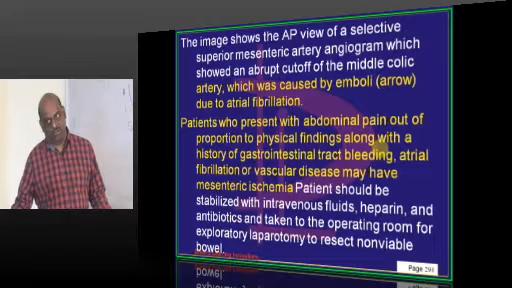 The image shows the AP view of a selective
superior mesenteric artery angiogram which
showed an abrupt cutoff of the middle colic
artery, which was caused by emboli (arrow)
due to atrial fibrillation.
Patients who present with abdominal pain out of
proportion to physical findings along with a
history of gastrointestinal tract bleeding, atrial
fibrillation or vascular disease may have
mesenteric ischemia Patient should be
stabilized with intravenous fluids, heparin, and
antibiotics and taken to the operating room for
exploratory laparotomy to resect nonviable
bowel.
Page 291